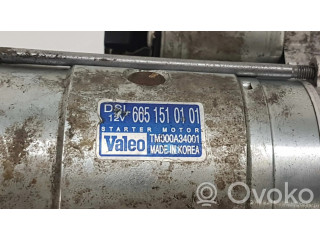 DSL 665 151 01 01
12V
STARTER MOTOR
Valeo TM000A34001
MADE IN KOREA
ovoko